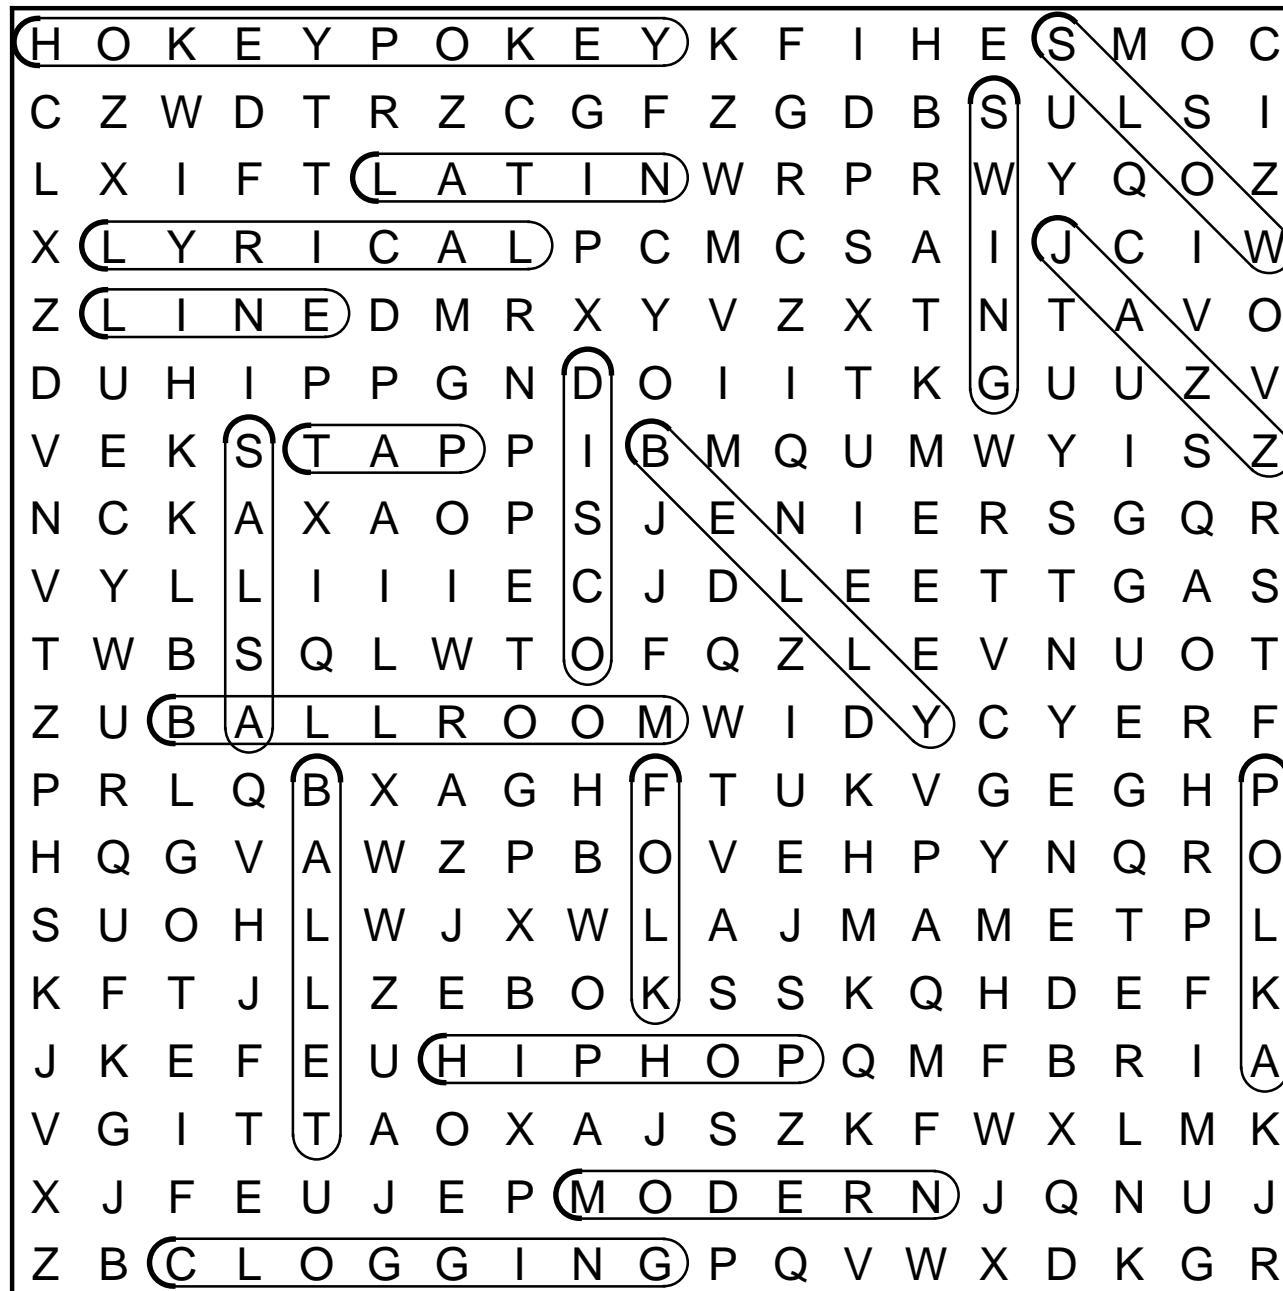 H O K E Y P O K E Y K F I H E S M O C
C Z W D T R Z C G F Z G D B S U L S I
L X I F T L A T I N W R P R W Y Q O Z
X L Y R I C A L P C M C S A I J C I W
Z L I N E D M R X Y V Z X T N T A V O
D U H I P P G N D O I I T K G U U Z V
V E K S T A P P I B M Q U M W Y I S Z
N C K A X A O P S J E N I E R S G Q R
V Y L L I I I E C J D L E E T T G A S
T W B S Q L W T O F Q Z L E V N U O T
Z U B A L L R O O M W I D Y C Y E R F
P R L Q B X A G H F T U K V G E G H P
H Q G V A W Z P B O V E H P Y N Q R O
S U O H L W J X W L A J M A M E T P L
K F T J L Z E B O K S S K Q H D E F K
J K E F E U H I P H O P Q M F B R I A
V G I T T A O X A J S Z K F W X L M K
X J F E U J E P M O D E R N J Q N U J
Z B C L O G G I N G P Q V W X D K G R